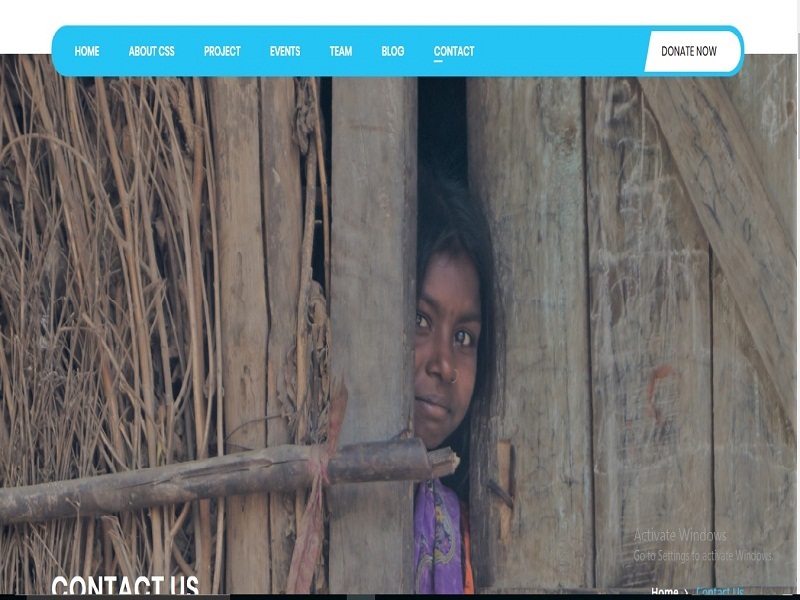 HOME ABOUT CSS PROJECT EVENTS TEAM BLOG CONTACT DONATE NOW
Activate Windows
Go to Settings to activate Windows.
CONTACT US
Home > Contact Us